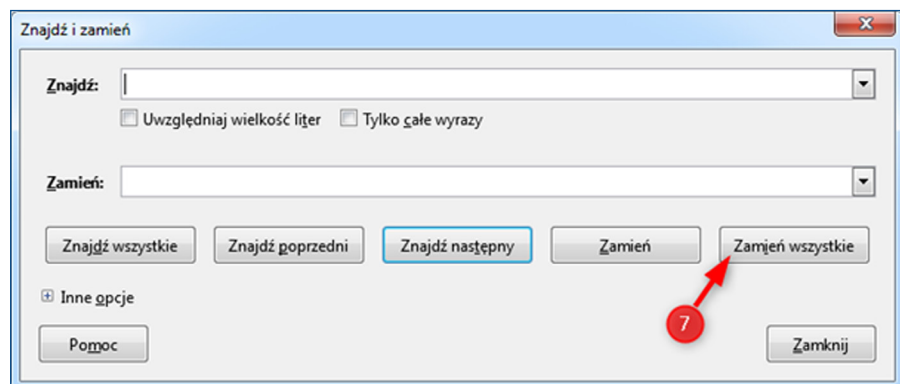 Znajdź i zamień
Znajdź:
Uwzględniaj wielkość liter Tylko całe wyrazy
Zamień:
Znajdź wszystkie Znajdź poprzedni Znajdź następny Zamień Zamień wszystkie
Inne opcje
7
Pomoc Zamknij